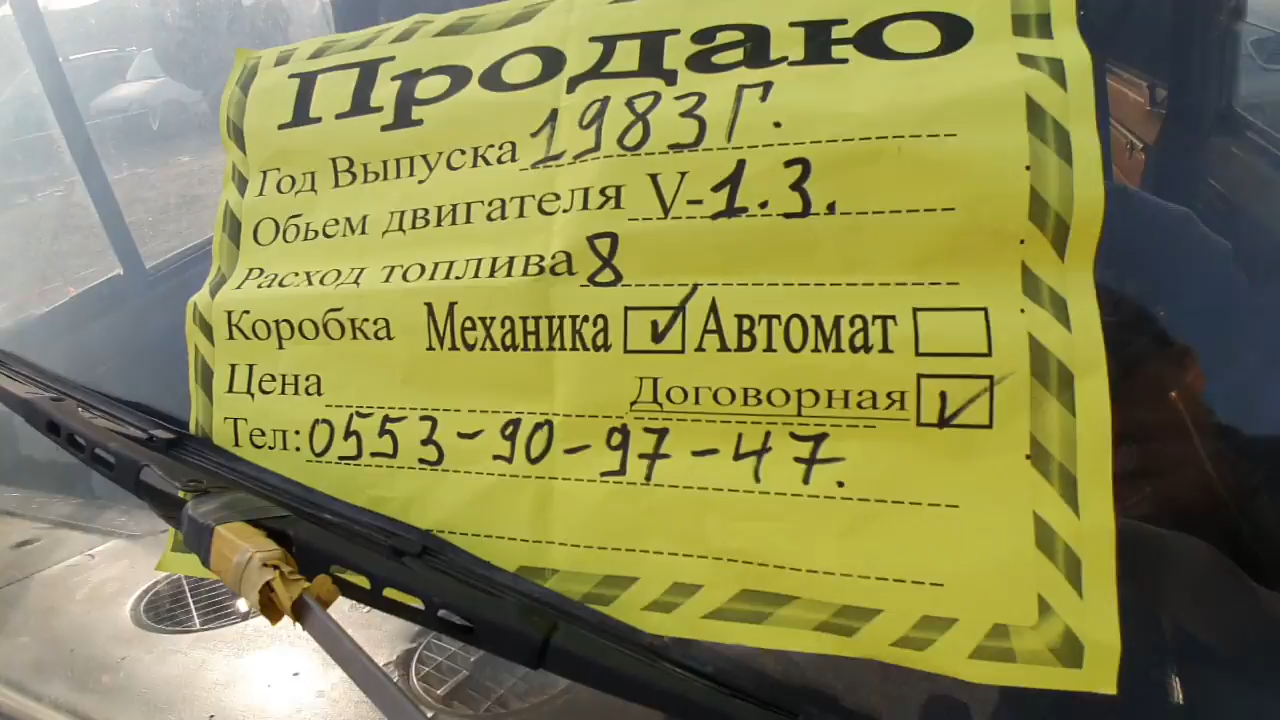 Продаю
Год Выпуска 1983 Г.
Обьем двигателя V-1.3.
Расход топлива 8
Коробка Механика ✓ Автомат
Цена Договорная ✓
Тел: 0553-90-97-47.